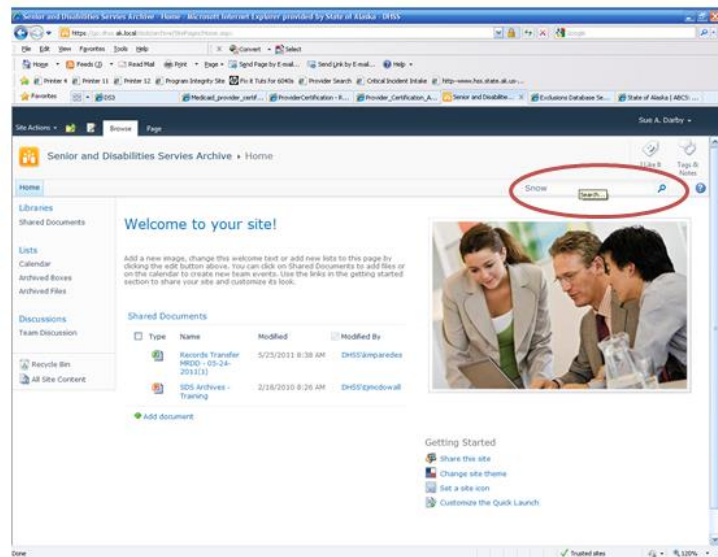 Senior and Disabilities Servies Archive - Home - Microsoft Internet Explorer provided by State of Alaska - DHSS
File Edit View Favorites Tools Help
Convert
Select
Home
Feeds (J)
Read Mail
Print
Page
Send Page by E-mail...
Send Link by E-mail...
Help
Printer 4
Printer 11
Printer 12
Program Integrity Site
Provider Search
Critical Incident Intake
Favorites
DS3
Medicaid_provider_certif...
ProviderCertification - R...
Provider_Certification_A...
Senior and Disabilitie...
Exclusions Database Se...
State of Alaska [ ABCS: ...
Site Actions
Browse
Page
Sue A. Darby
Senior and Disabilities Servies Archive
Home
I Like It
Tags & Notes
Home
Snow
Search...
Libraries
Shared Documents
Lists
Calendar
Archived Boxes
Archived Files
Discussions
Team Discussion
Recycle Bin
All Site Content
Welcome to your site!
Add a new image, change this welcome text or add new lists to this page by
clicking the edit button above. You can click on Shared Documents to add files or
on the calendar to create new team events. Use the links in the getting started
section to share your site and customize its look.
Shared Documents
Type Name Modified Modified By
Records Transfer 5/25/2011 8:38 AM DHSS\amparedes
MRDD - 05-24-
2011(1)
SDS Archives - 2/18/2010 8:26 AM
Training
Add document
Getting Started
Share this site
Change site theme
Set a site icon
Customize the Quick Launch
Done
Trusted sites
120%